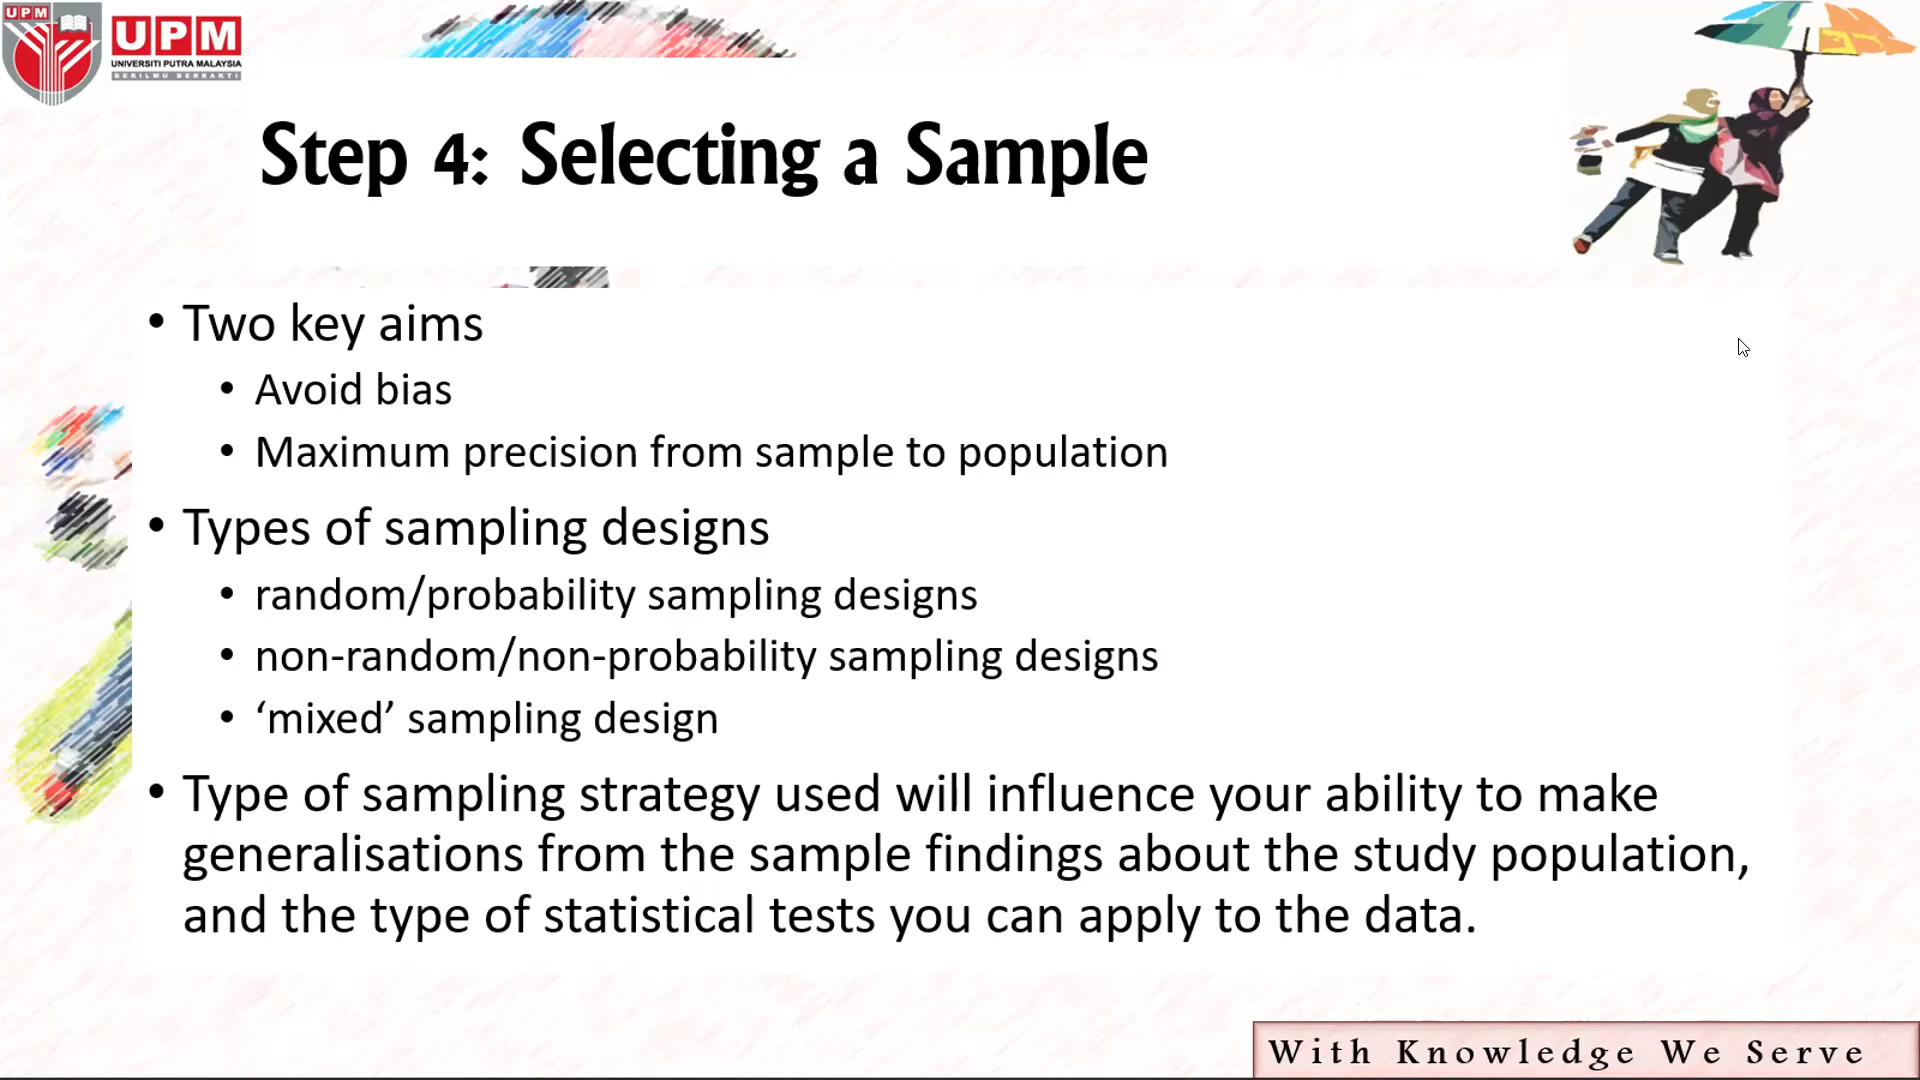 UPM
UPM
UNIVERSITI PUTRA MALAYSIA
BERILMU BERBAKTI
Step 4: Selecting a Sample
• Two key aims
• Avoid bias
• Maximum precision from sample to population
• Types of sampling designs
• random/probability sampling designs
• non-random/non-probability sampling designs
• ‘mixed’ sampling design
• Type of sampling strategy used will influence your ability to make
generalisations from the sample findings about the study population,
and the type of statistical tests you can apply to the data.
With Knowledge We Serve